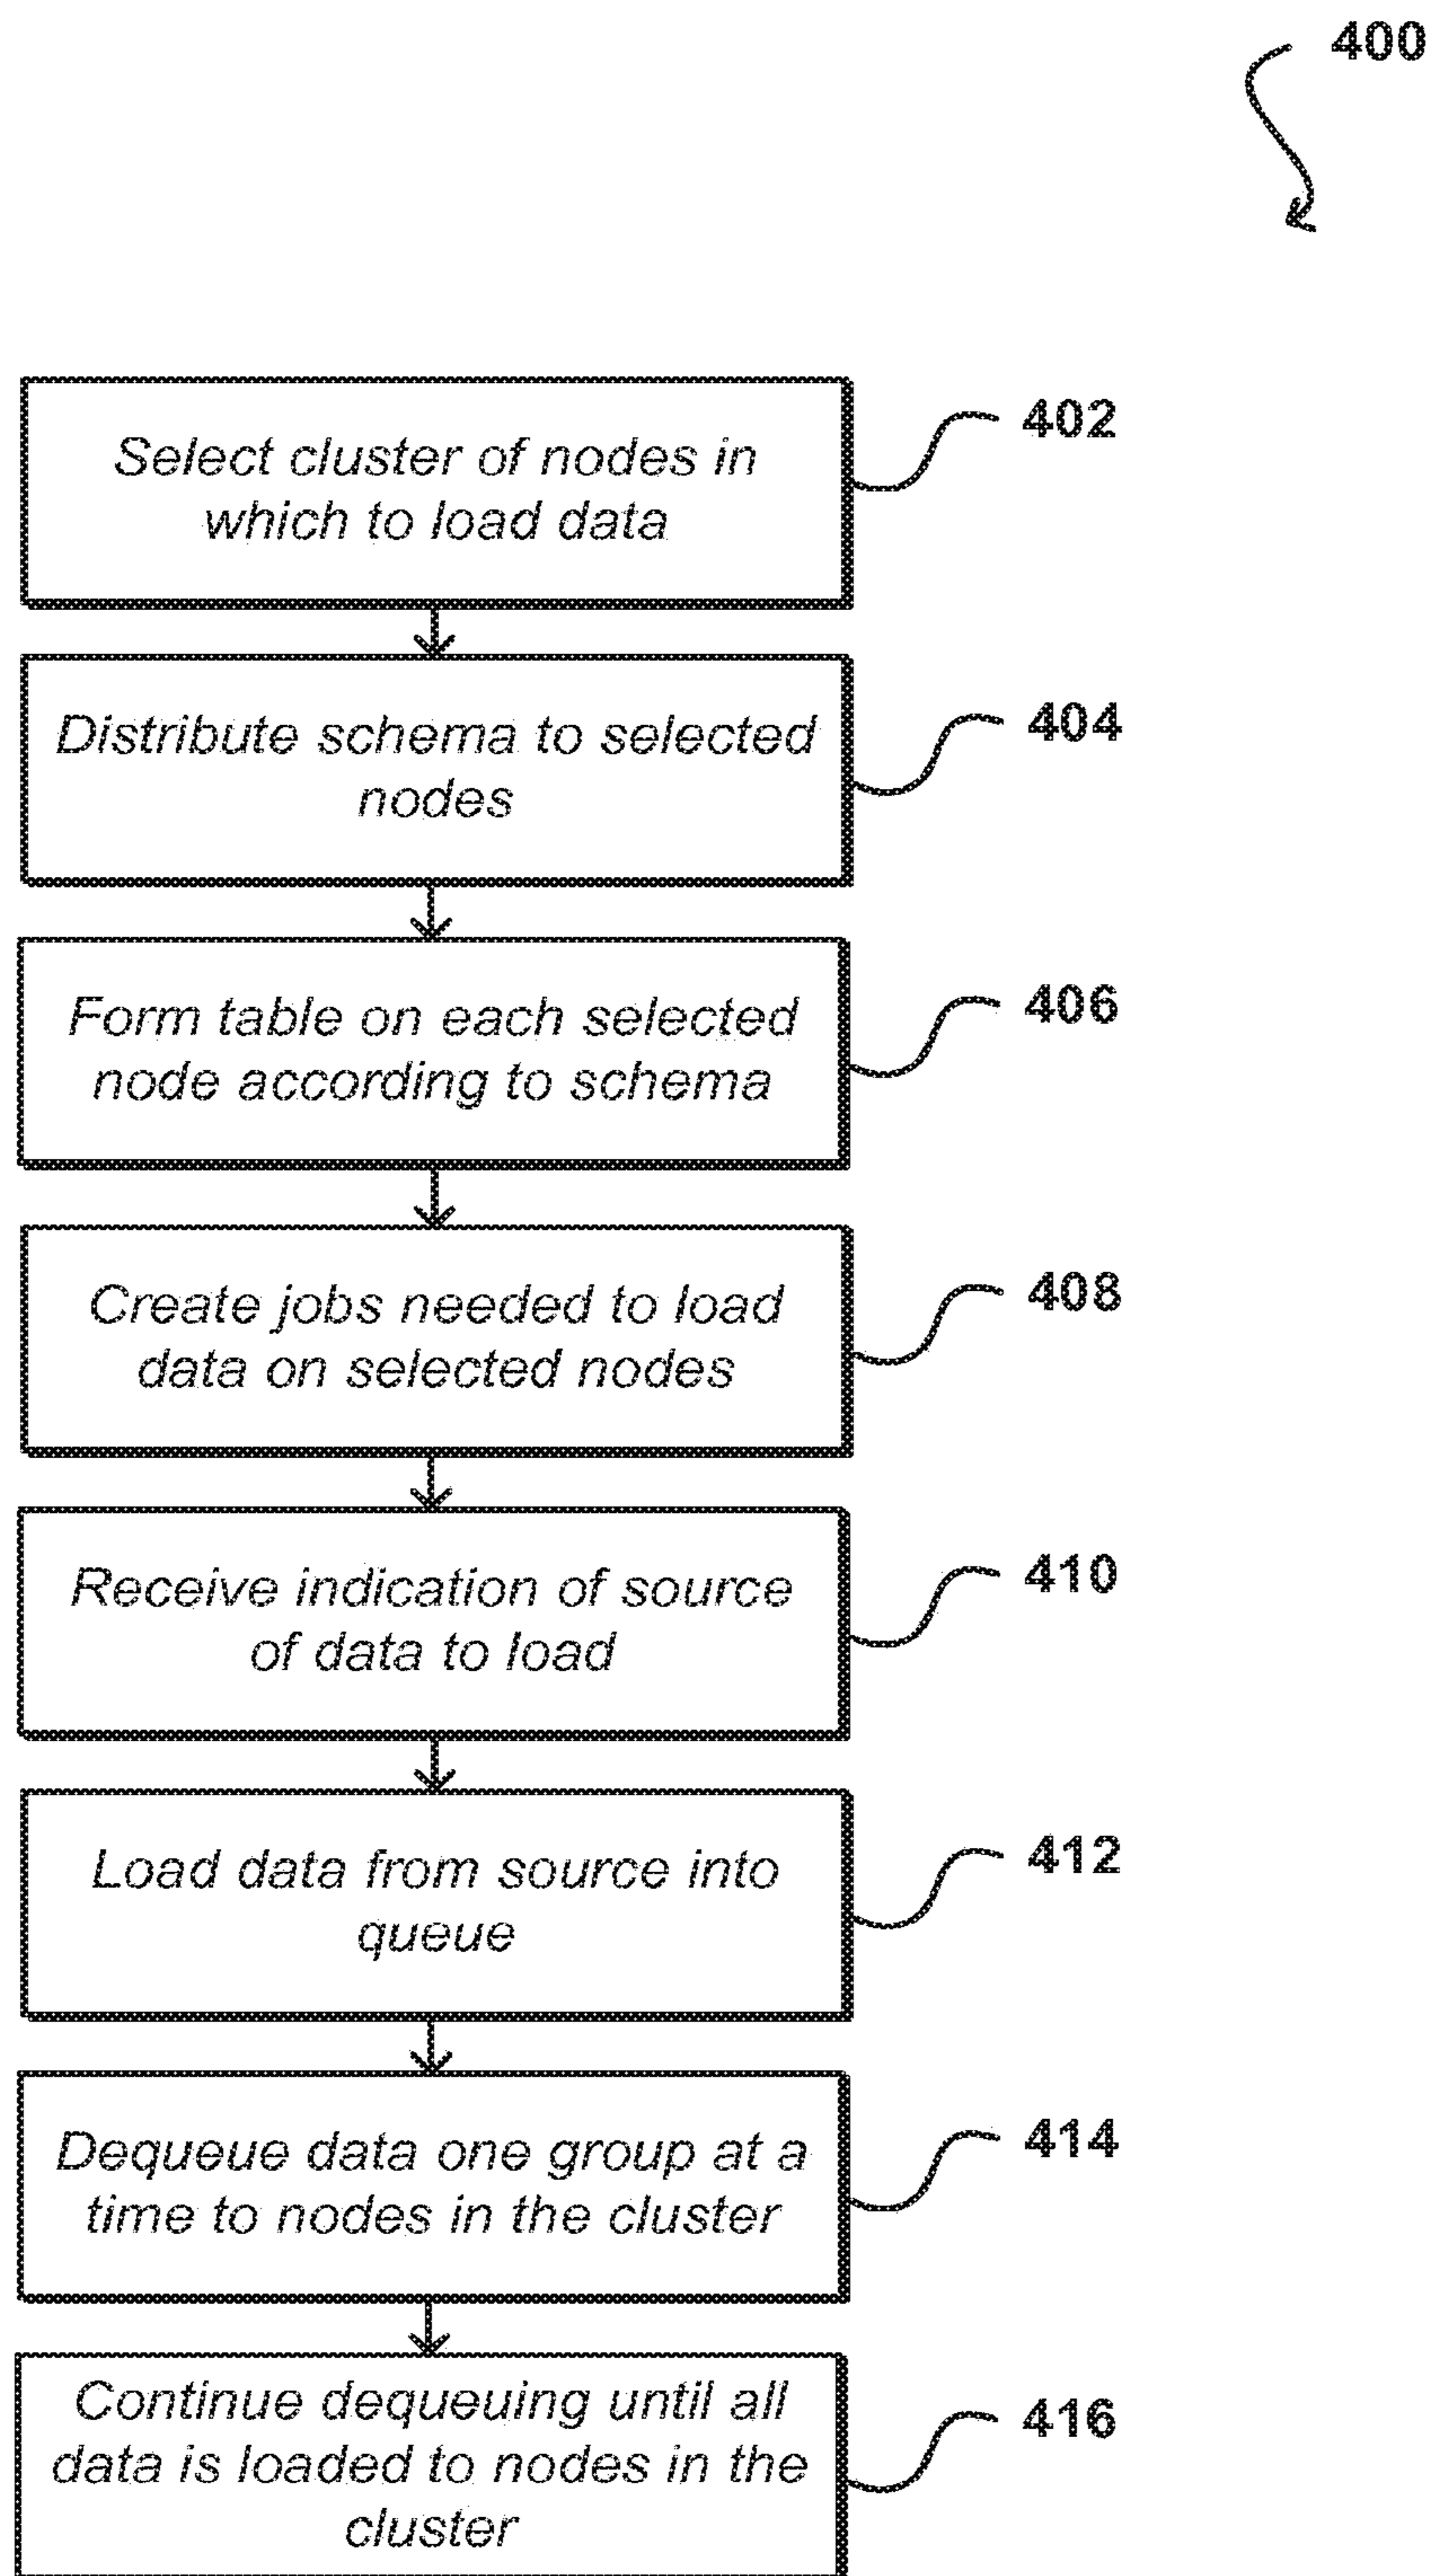 400
Select cluster of nodes in
which to load data
402
Distribute schema to selected
nodes
404
Form table on each selected
node according to schema
406
Create jobs needed to load
data on selected nodes
408
Receive indication of source
of data to load
410
Load data from source into
queue
412
Dequeue data one group at a
time to nodes in the cluster
414
Continue dequeuing until all
data is loaded to nodes in the
cluster
416